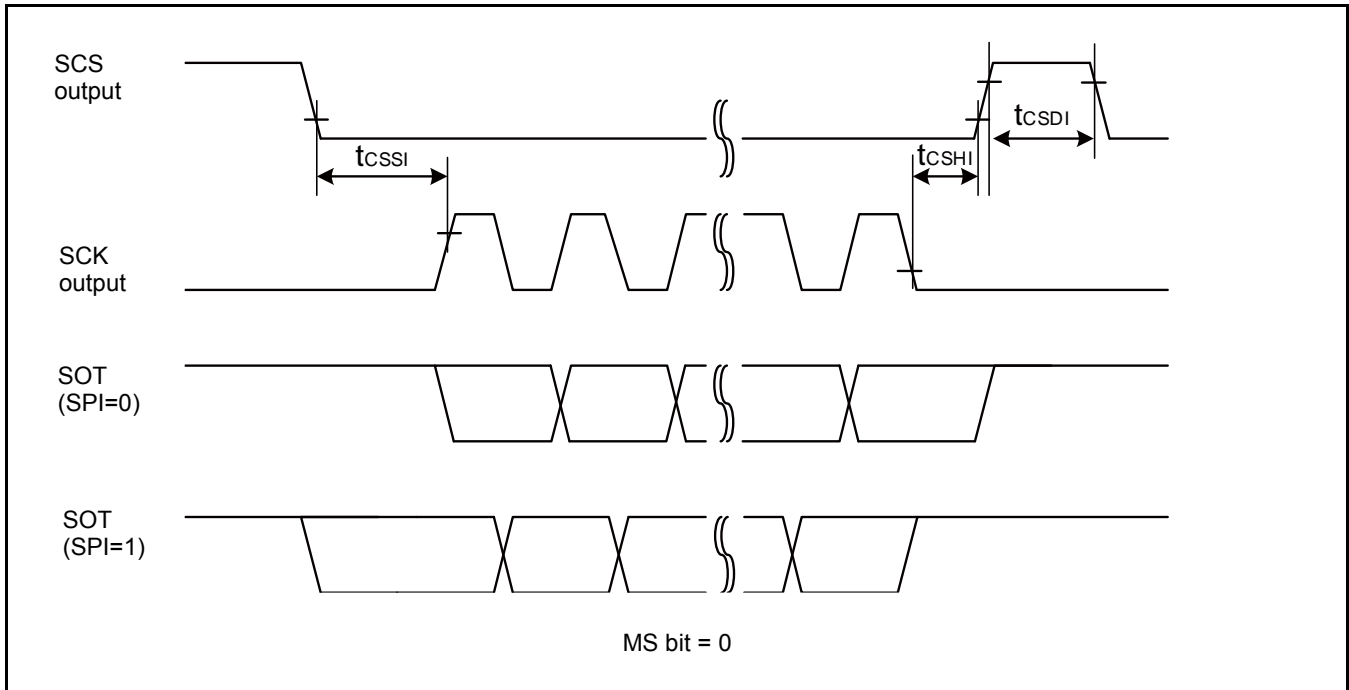 SCS
output
tCSDI
tCSSI
tCSHI
SCK
output
SOT
(SPI=0)
SOT
(SPI=1)
MS bit = 0